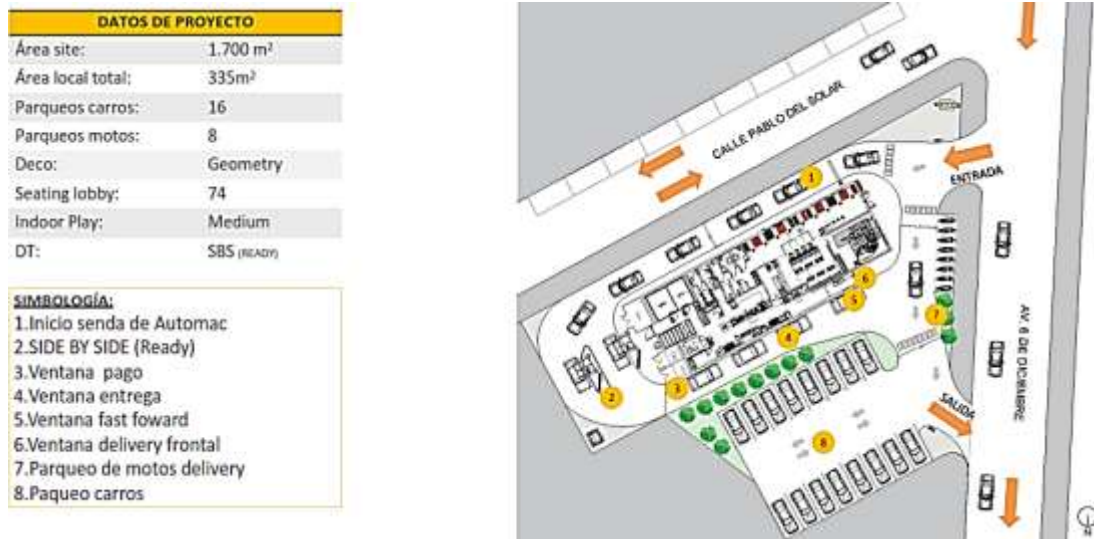 DATOS DE PROYECTO
Área site: 1.700 m²
Área local total: 335m²
Parqueos carros: 16
Parqueos motos: 8
Deco: Geometry
Seating lobby: 74
Indoor Play: Medium
DT: SBS (READY)
SIMBOLOGÍA:
1.Inicio senda de Automac
2.SIDE BY SIDE (Ready)
3.Ventana pago
4.Ventana entrega
5.Ventana fast foward
6.Ventana delivery frontal
7.Parqueo de motos delivery
8.Paqueo carros
CALLE PABLO DEL SOLAR
ENTRADA
1
6
5
7
4
AV. 6 DE DICIEMBRE
3
2
SALIDA
8
N